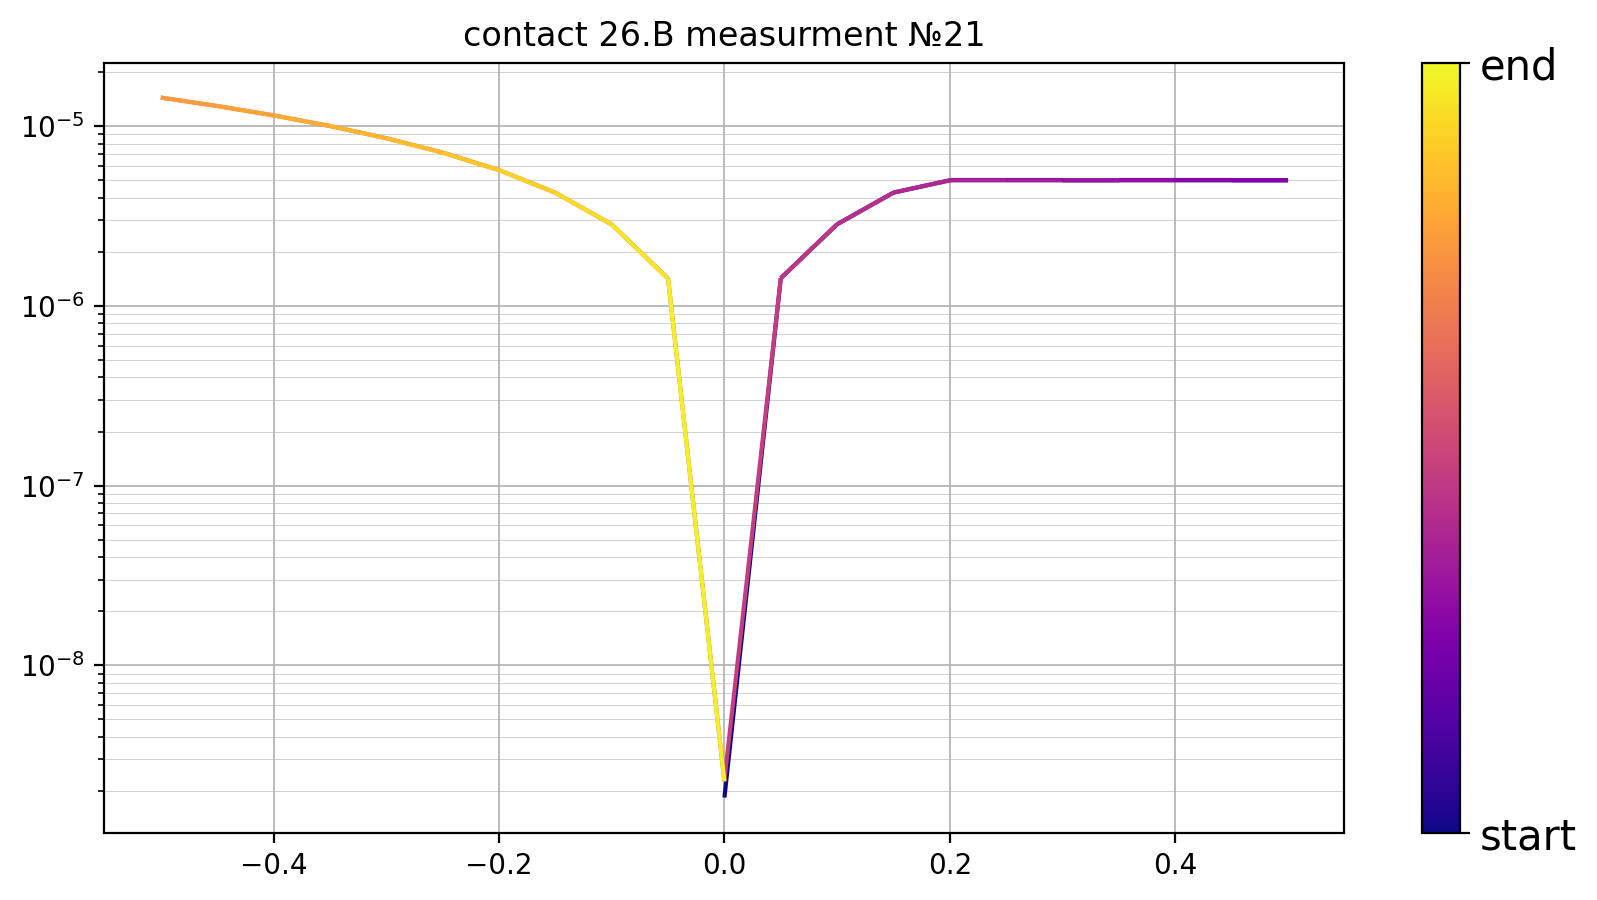 contact 26.B measurment №21
end
10⁻⁵
10⁻⁶
10⁻⁷
10⁻⁸
start
−0.4 −0.2 0.0 0.2 0.4